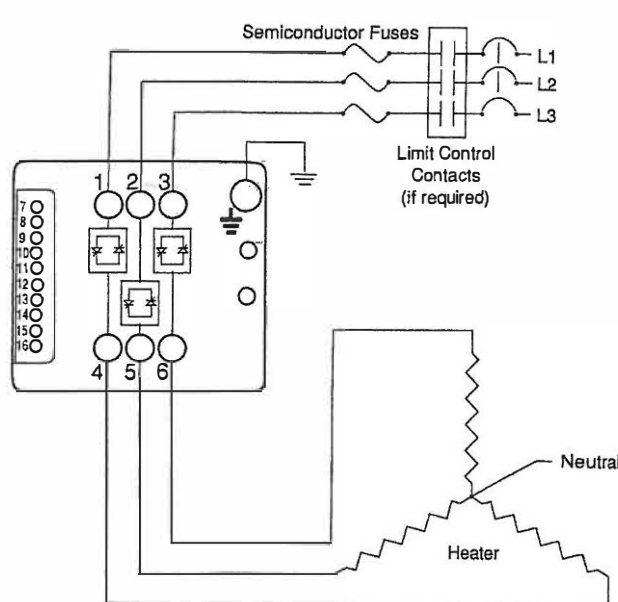 Semiconductor Fuses
L1
L2
L3
Limit Control
Contacts
(if required)
1 2 3
7
8
9
10
11
12
13
14
15
16
4 5 6
Neutral
Heater